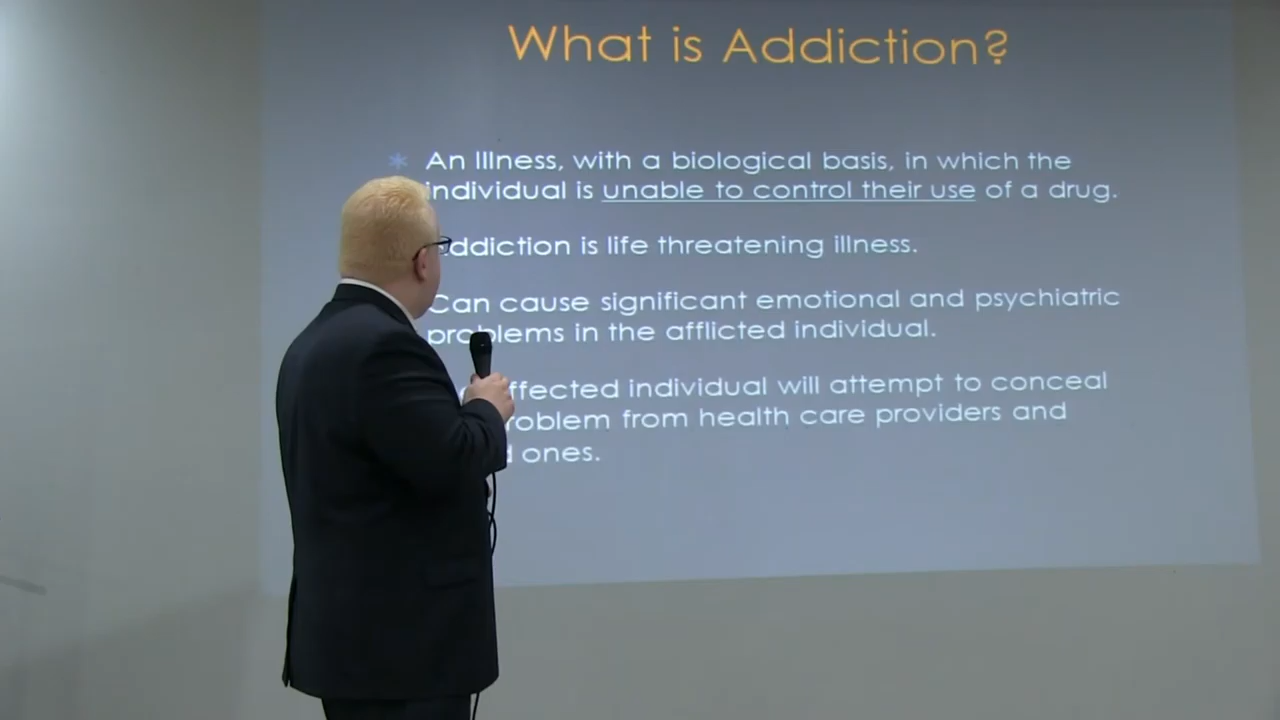 What is Addiction?
* An Illness, with a biological basis, in which the
individual is unable to control their use of a drug.
ddiction is life threatening illness.
Can cause significant emotional and psychiatric
problems in the afflicted individual.
ffected individual will attempt to conceal
roblem from health care providers and
ones.